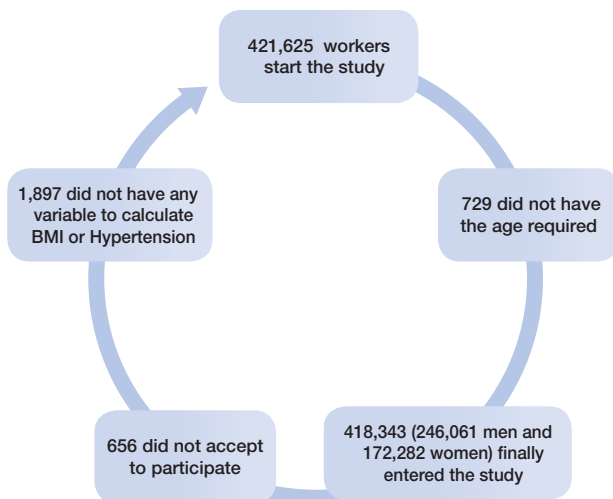 421,625 workers
start the study
729 did not have
the age required
418,343 (246,061 men and
172,282 women) finally
entered the study
656 did not accept
to participate
1,897 did not have any
variable to calculate
BMI or Hypertension